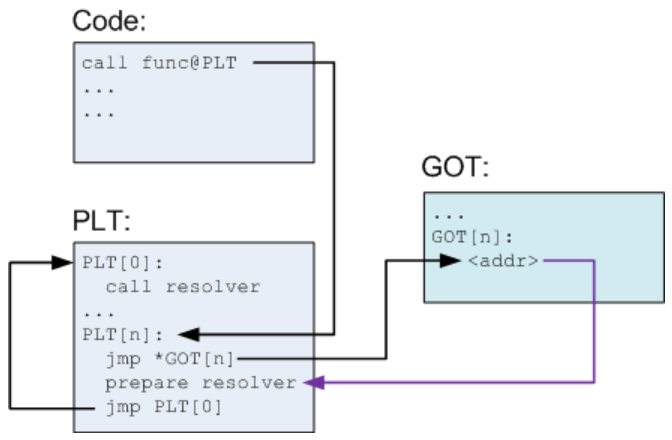 Code:
call func@PLT
...
...
PLT:
PLT[0]:
call resolver
...
PLT[n]:
jmp *GOT[n]
prepare resolver
jmp PLT[0]
GOT:
...
GOT[n]:
<addr>